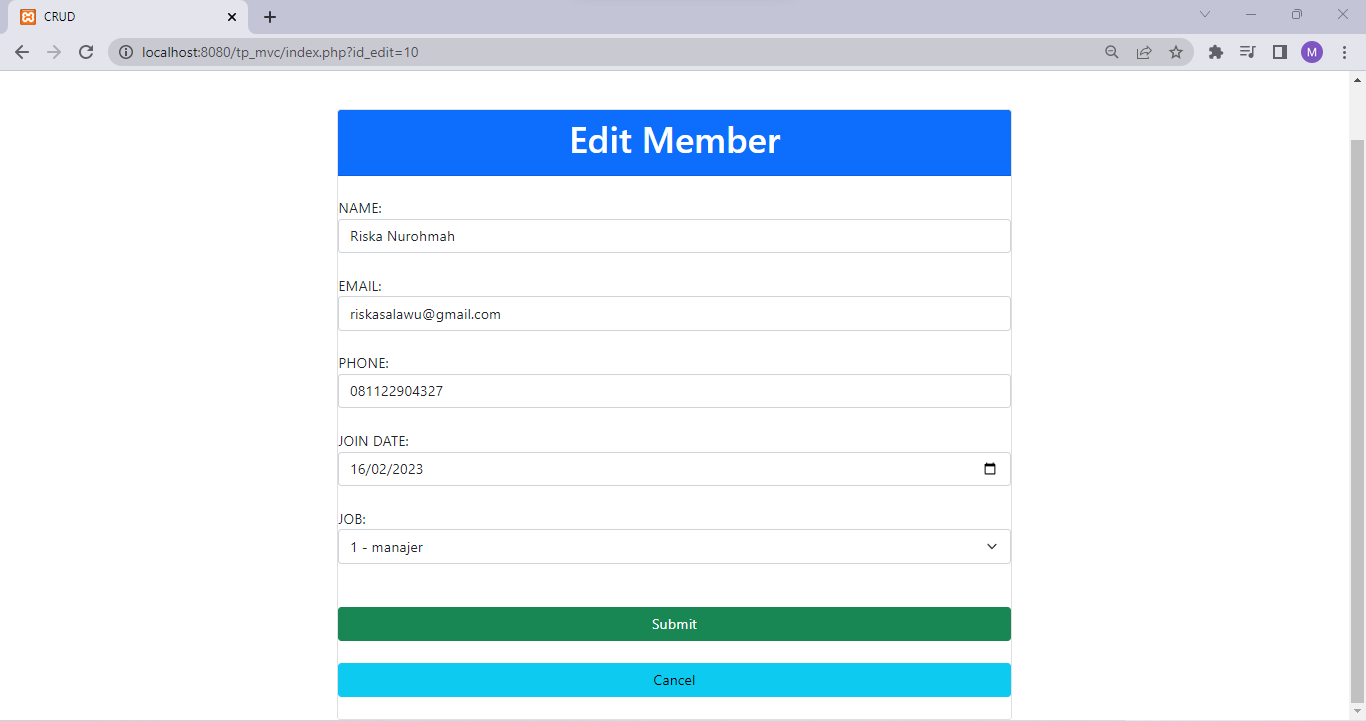 CRUD
localhost:8080/tp_mvc/index.php?id_edit=10
M
Edit Member
NAME:
Riska Nurohmah
EMAIL:
riskasalawu@gmail.com
PHONE:
081122904327
JOIN DATE:
16/02/2023
JOB:
1 - manajer
Submit
Cancel